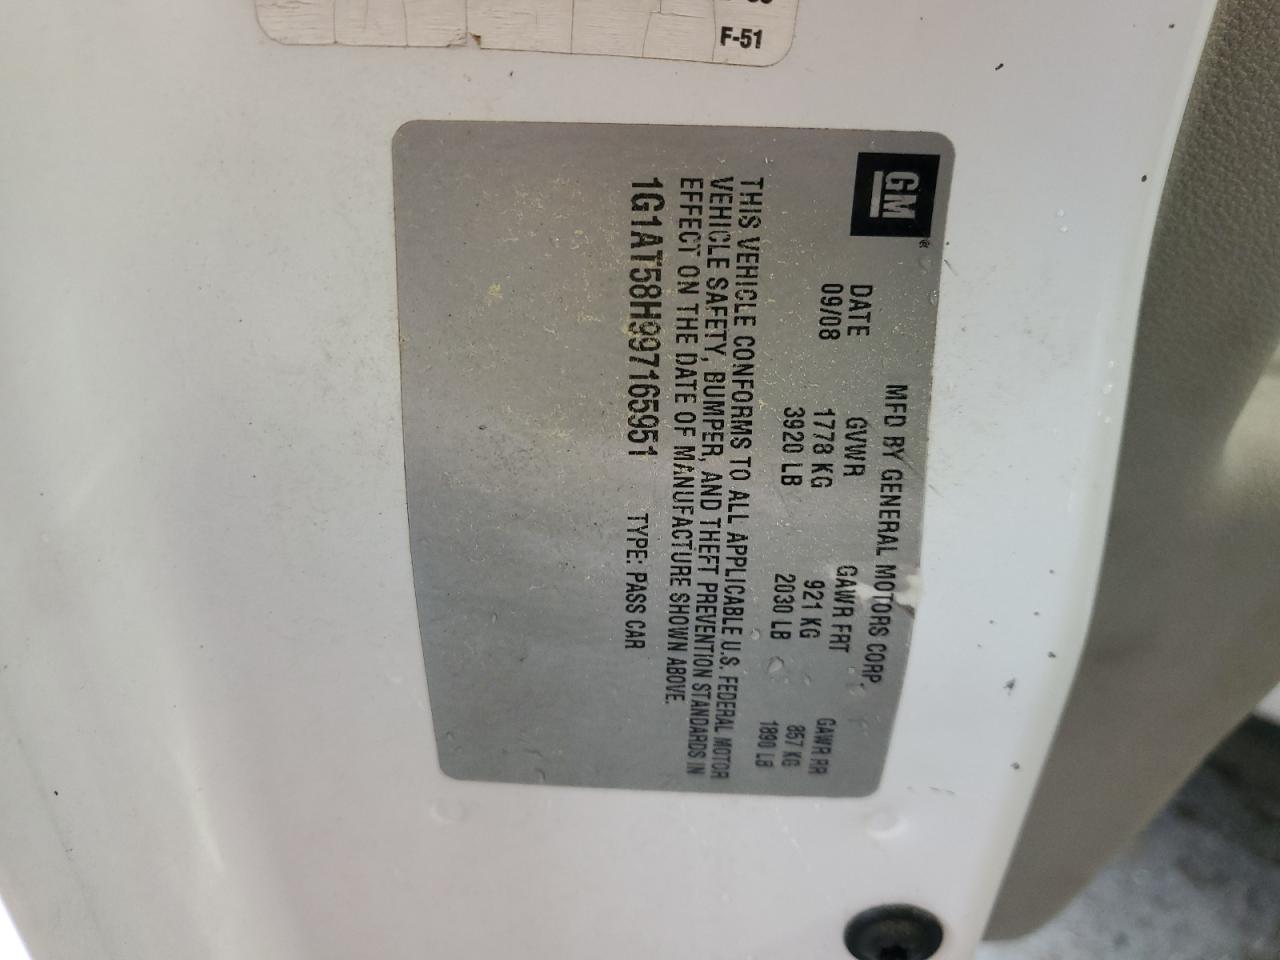 F-51
GM
MFD BY GENERAL MOTORS CORP.
DATE GVWR GAWR FRT GAWR RR
09/08 1778 KG 921 KG 857 KG
3920 LB 2030 LB 1890 LB
THIS VEHICLE CONFORMS TO ALL APPLICABLE U.S. FEDERAL MOTOR
VEHICLE SAFETY, BUMPER, AND THEFT PREVENTION STANDARDS IN
EFFECT ON THE DATE OF MANUFACTURE SHOWN ABOVE.
1G1AT58H997165951 TYPE: PASS CAR